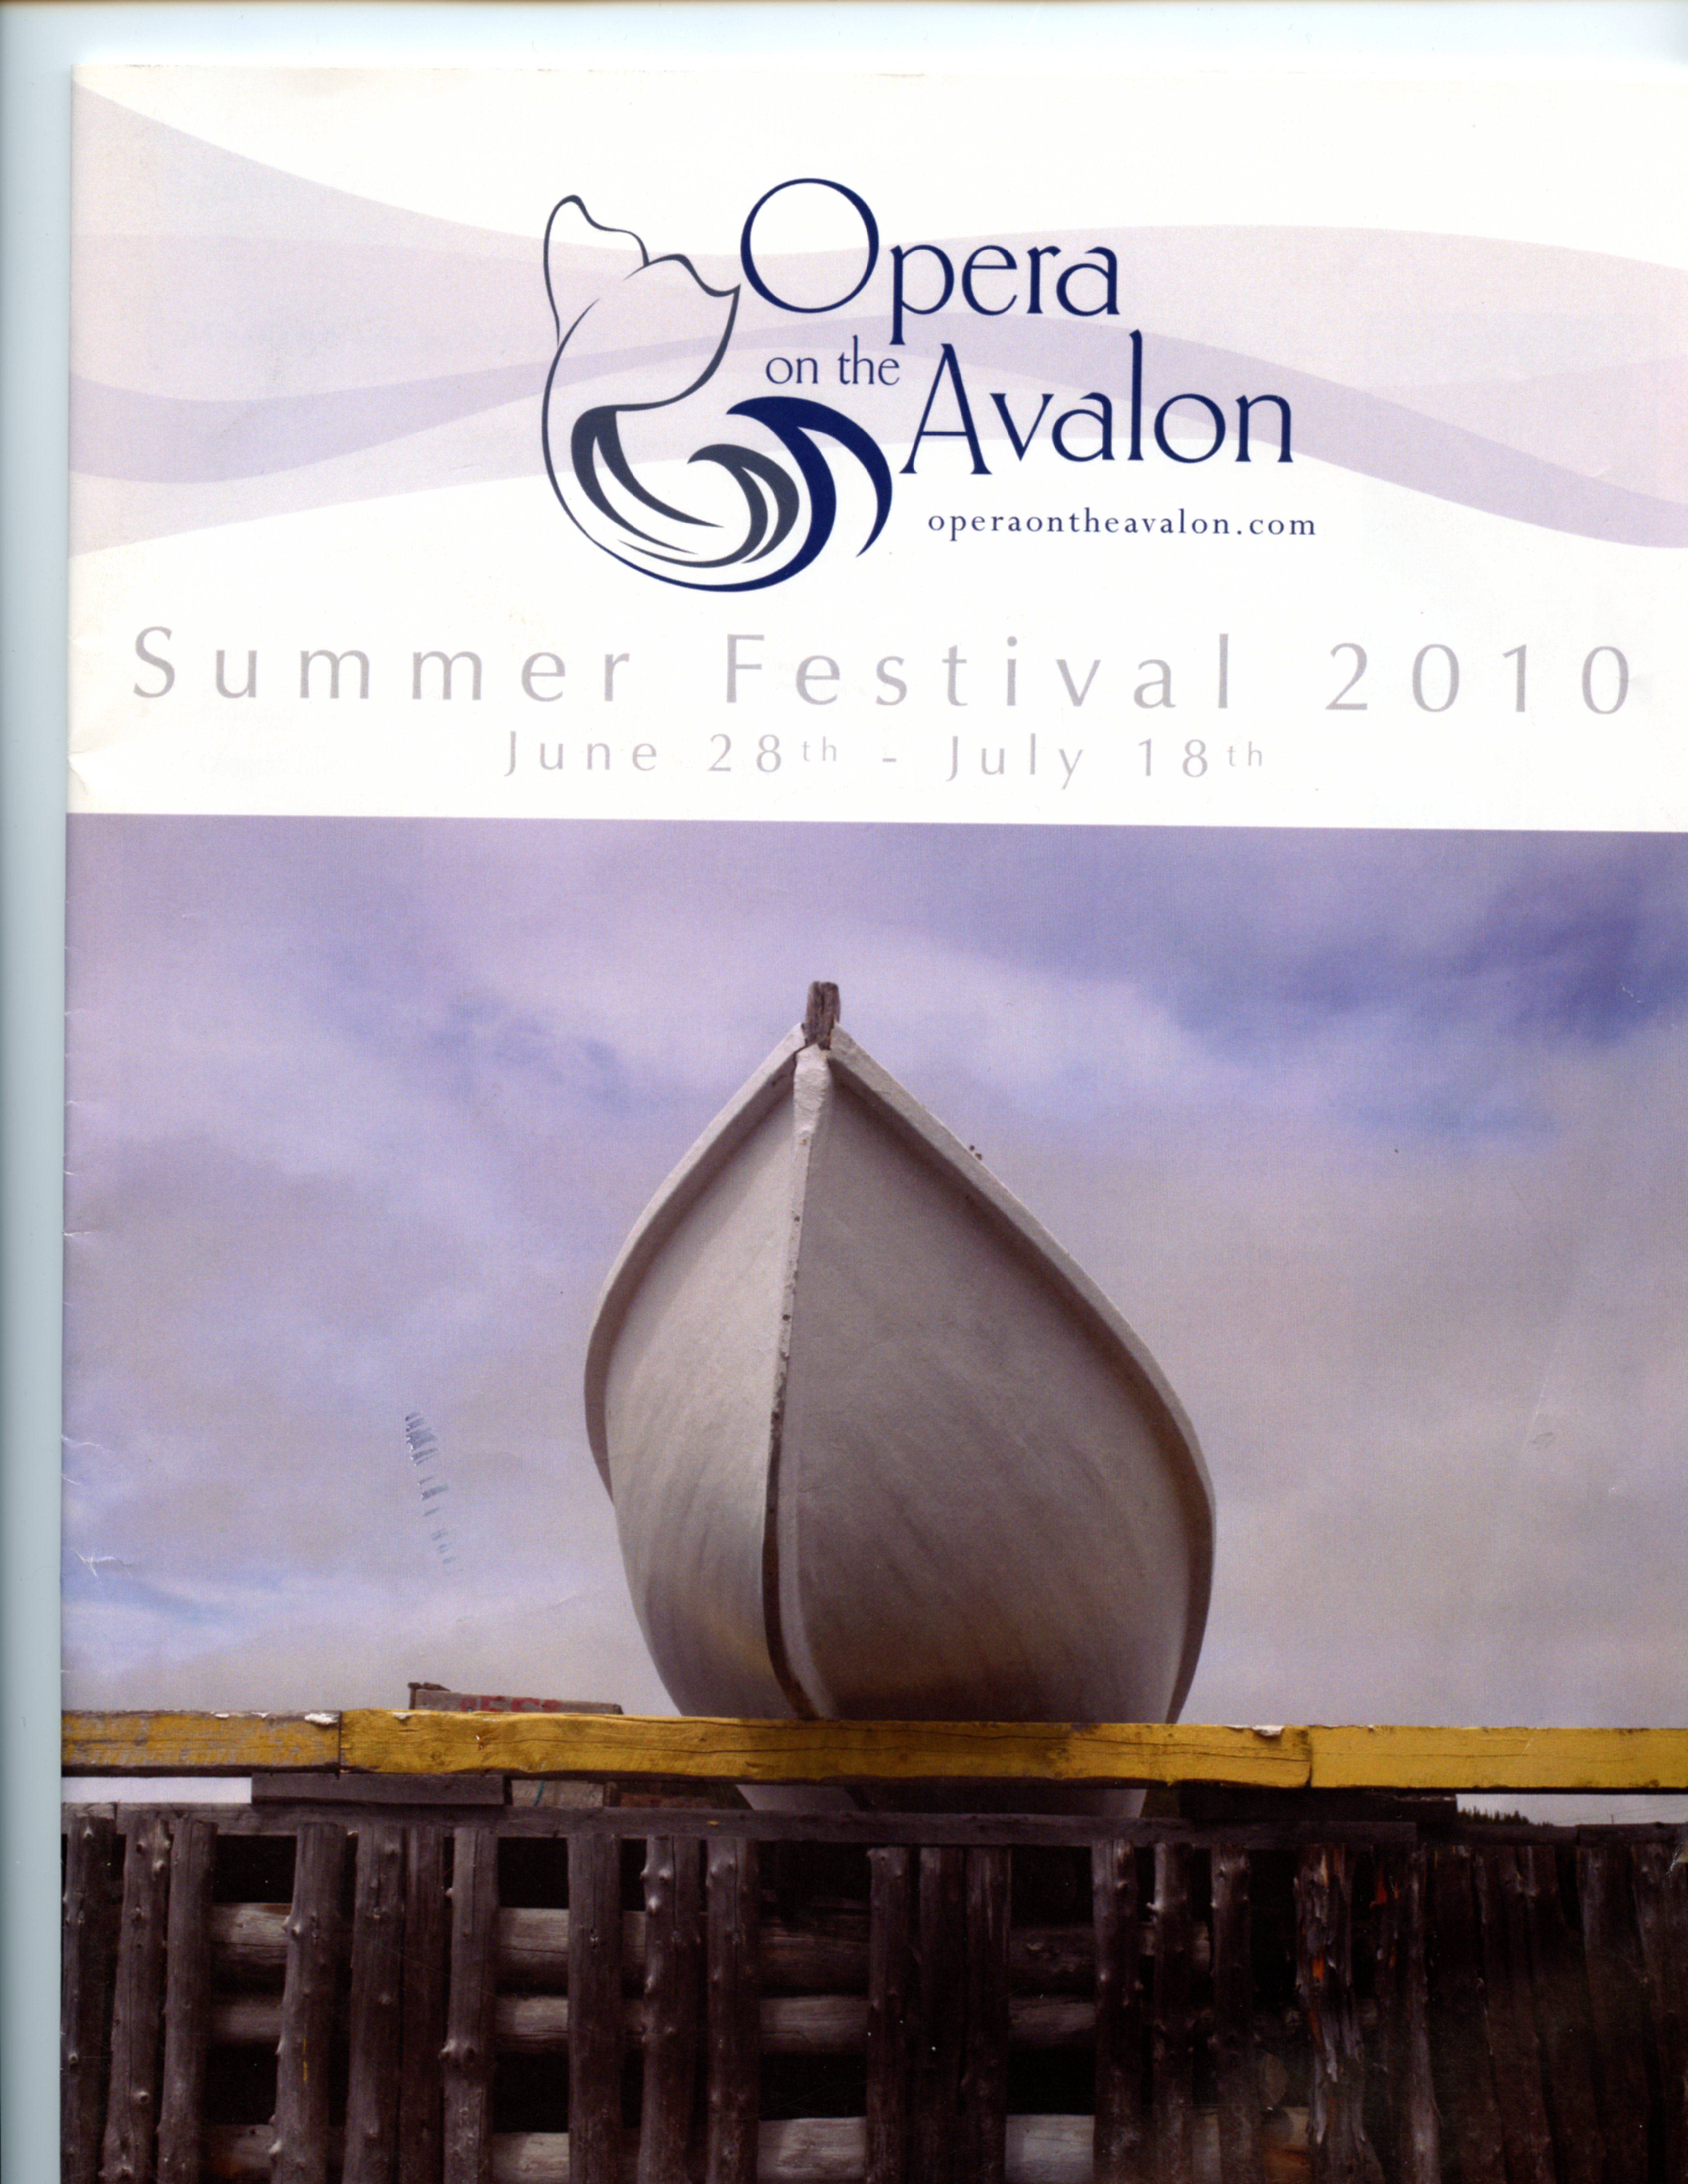 Opera
on the
Avalon
operaontheavalon.com
Summer Festival 2010
June 28th - July 18th